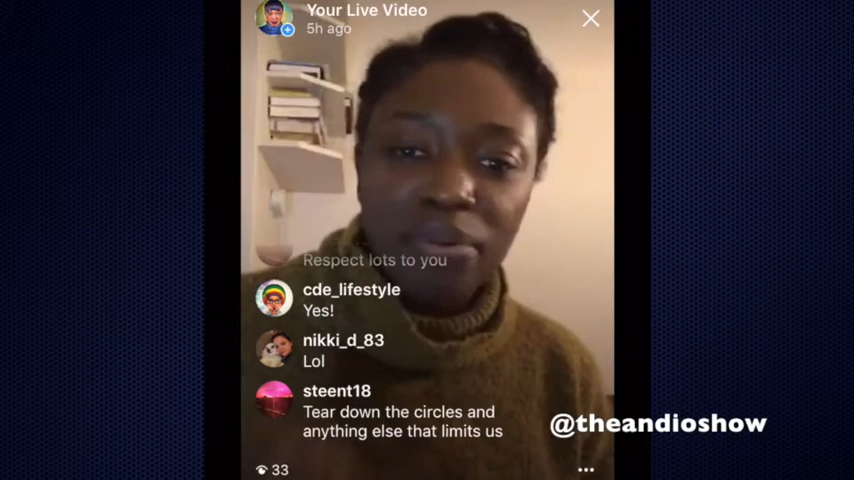 Your Live Video
5h ago
Respect lots to you
cde_lifestyle
Yes!
nikki_d_83
Lol
steent18
Tear down the circles and
anything else that limits us
@theandioshow
33